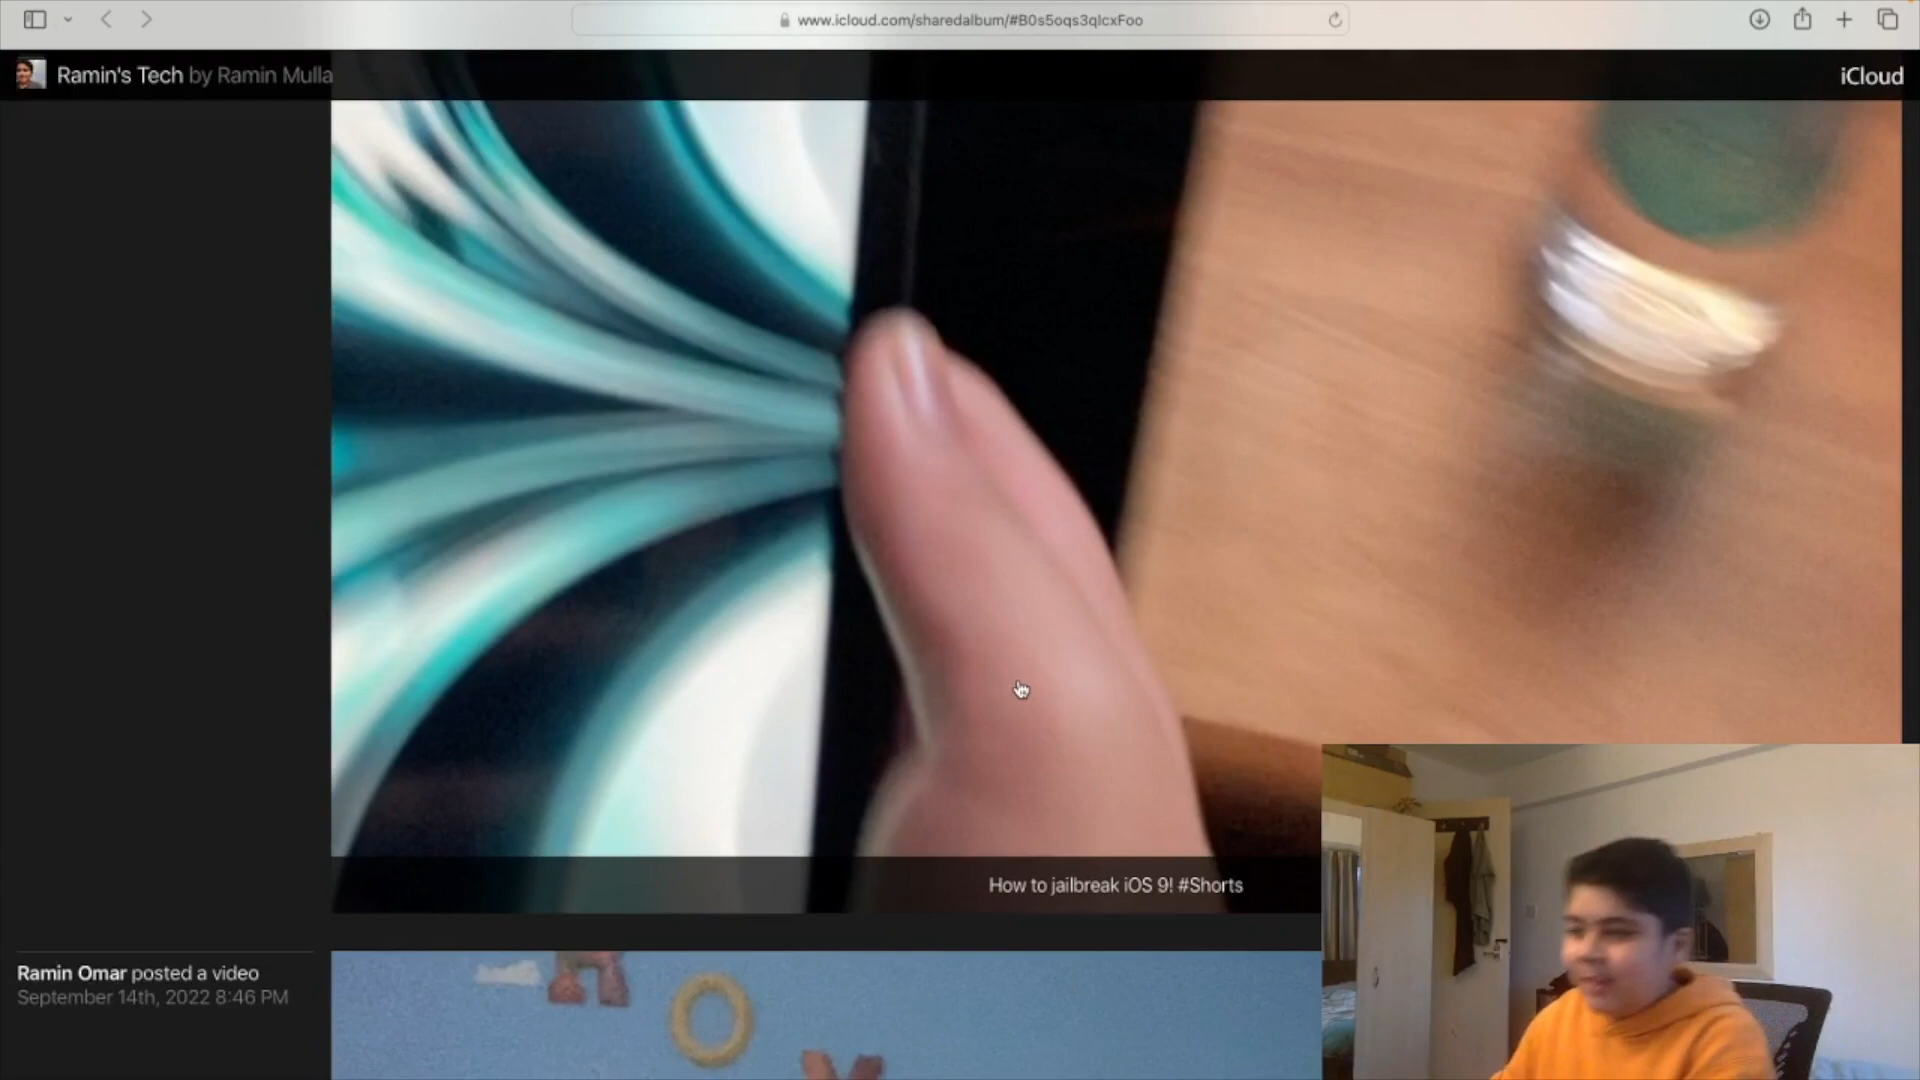 www.icloud.com/sharedalbum/#B0s5oqs3qlcxFoo
Ramin's Tech by Ramin Mulla
iCloud
How to jailbreak iOS 9! #Shorts
Ramin Omar posted a video
September 14th, 2022 8:46 PM